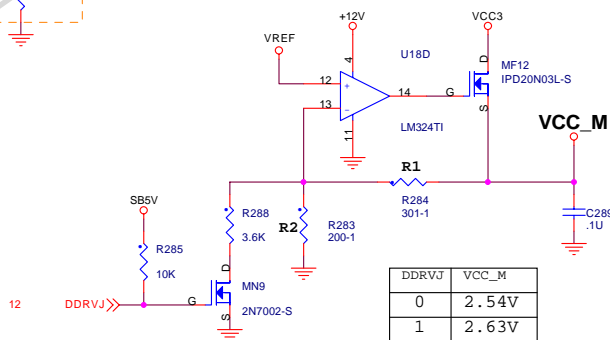 +12V
VCC3
VREF
U18D
D
MF12
4
IPD20N03L-S
12
+
14
G
13
-
S
VCC_M
11
LM324TI
R1
SB5V
R288
R2
R283
R284
C289
3.6K
200-1
301-1
.1U
R285
10K
D
DDRVJ
VCC_M
MN9
12
DDRVJ
G
0
2.54V
S
2N7002-S
1
2.63V